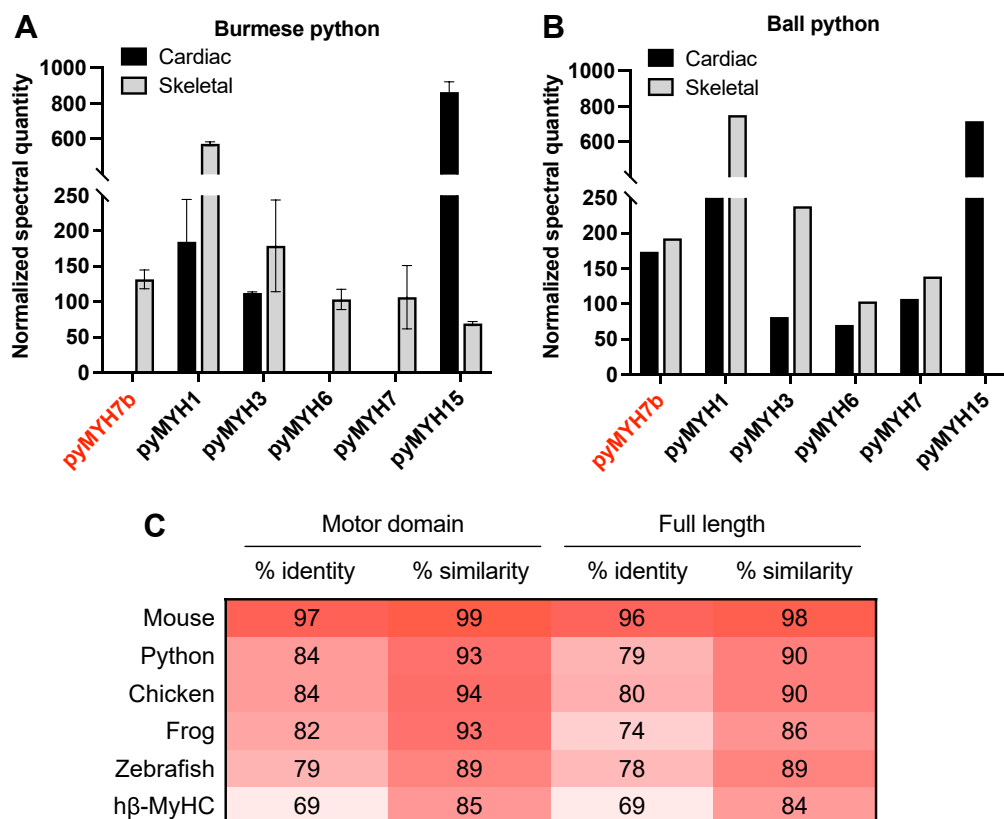 A
Burmese python
Cardiac
Skeletal
Normalized spectral quantity
1000
800
600
250
200
150
100
50
0
pyMYH7b
pyMYH1
pyMYH3
pyMYH6
pyMYH7
pyMYH15
B
Ball python
Cardiac
Skeletal
Normalized spectral quantity
1000
800
600
250
200
150
100
50
0
pyMYH7b
pyMYH1
pyMYH3
pyMYH6
pyMYH7
pyMYH15
C
Motor domain Full length
% identity % similarity % identity % similarity
Mouse 97 99 96 98
Python 84 93 79 90
Chicken 84 94 80 90
Frog 82 93 74 86
Zebrafish 79 89 78 89
hβ-MyHC 69 85 69 84